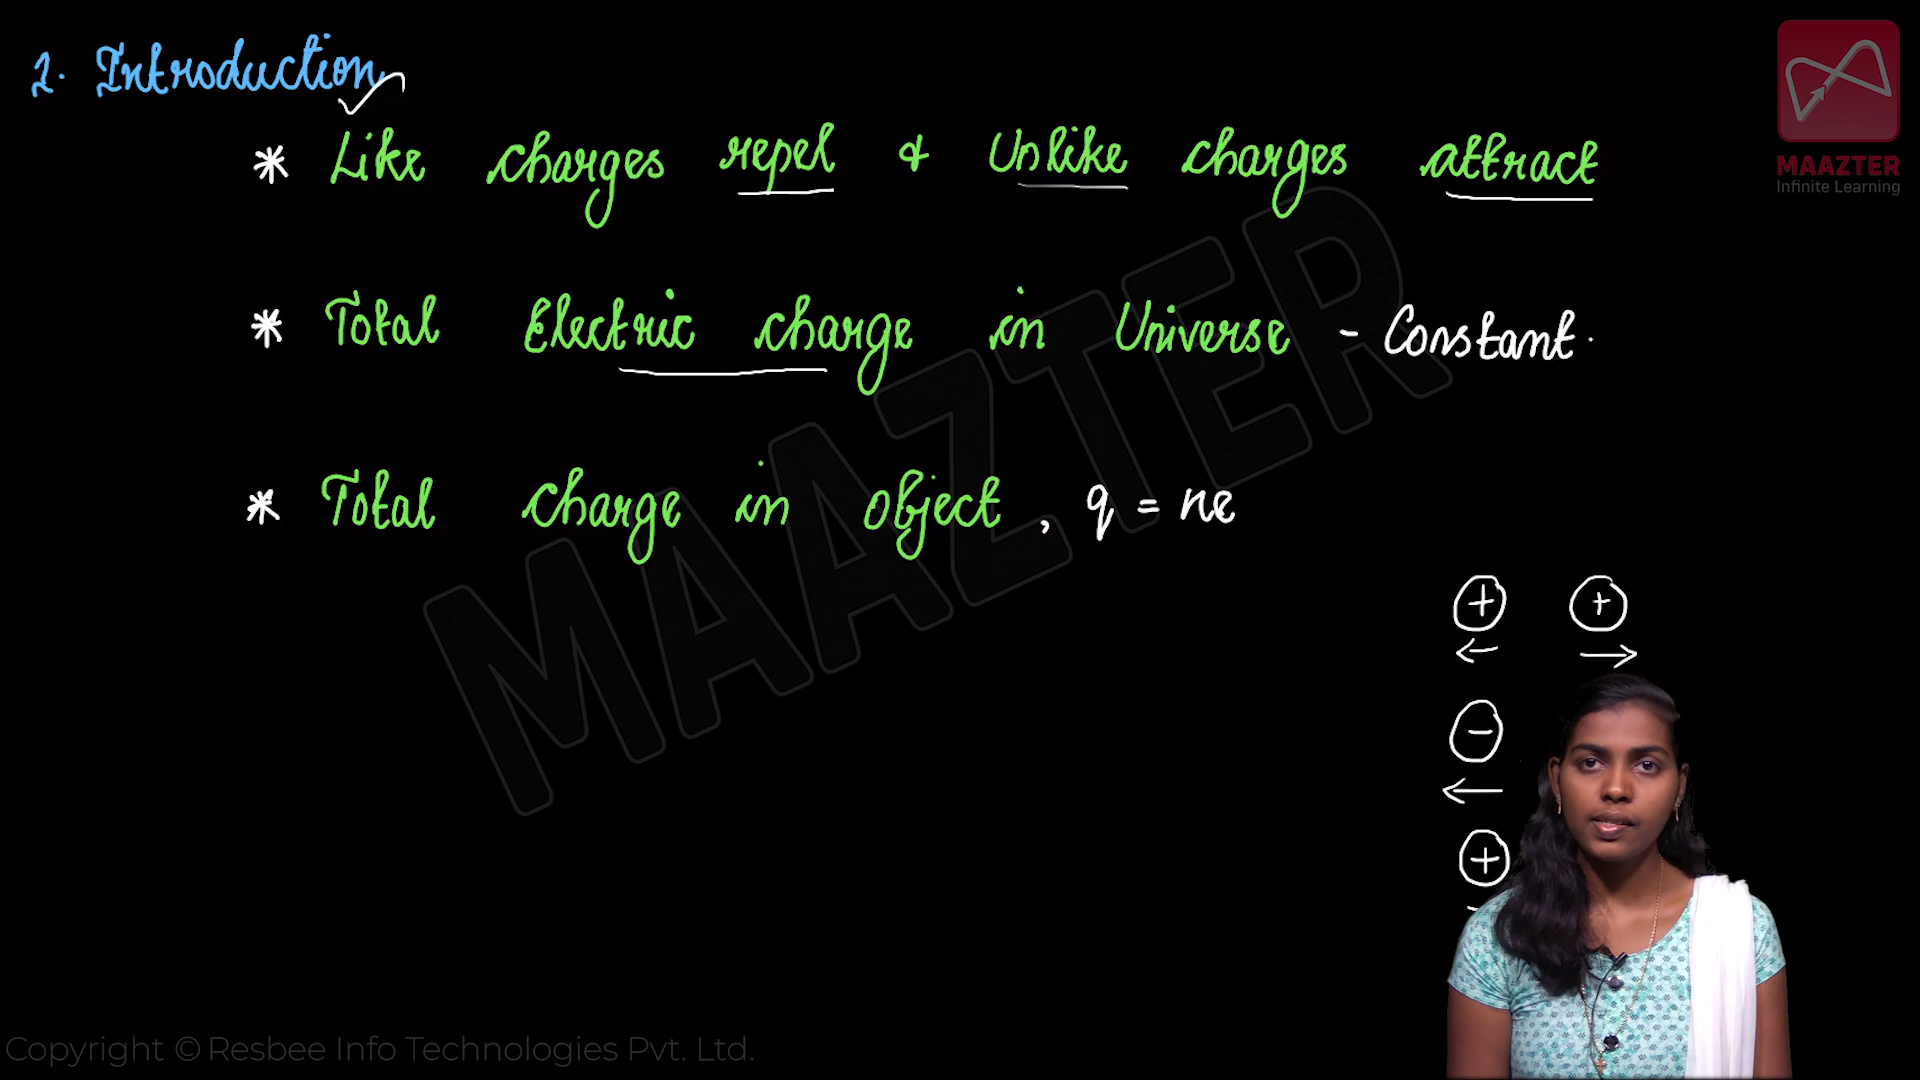 1. Introduction
* Like charges repel & Unlike charges attract
* Total Electric charge in Universe - Constant.
* Total charge in object, q = ne
+ +
-
+
MAAZTER
Infinite Learning
MAAZTER
Copyright © Resbee Info Technologies Pvt. Ltd.